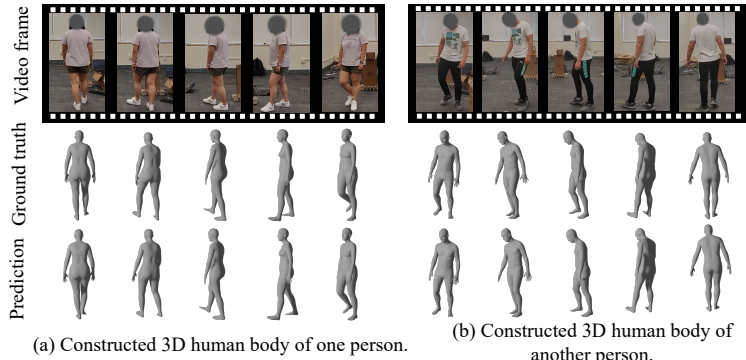 Video frame
Ground truth
Prediction
(a) Constructed 3D human body of one person.
(b) Constructed 3D human body of
another person.